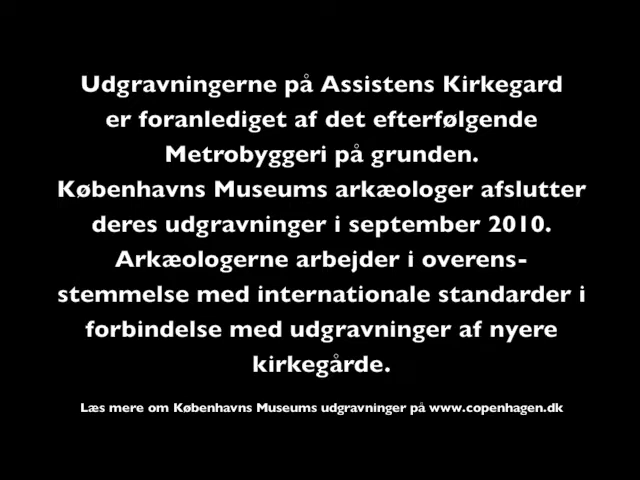 Udgravningerne på Assistens Kirkegard
er foranlediget af det efterfølgende
Metrobyggeri på grunden.
Københavns Museums arkæologer afslutter
deres udgravninger i september 2010.
Arkæologerne arbejder i overens-
stemmelse med internationale standarder i
forbindelse med udgravninger af nyere
kirkegårde.
Læs mere om Københavns Museums udgravninger på www.copenhagen.dk